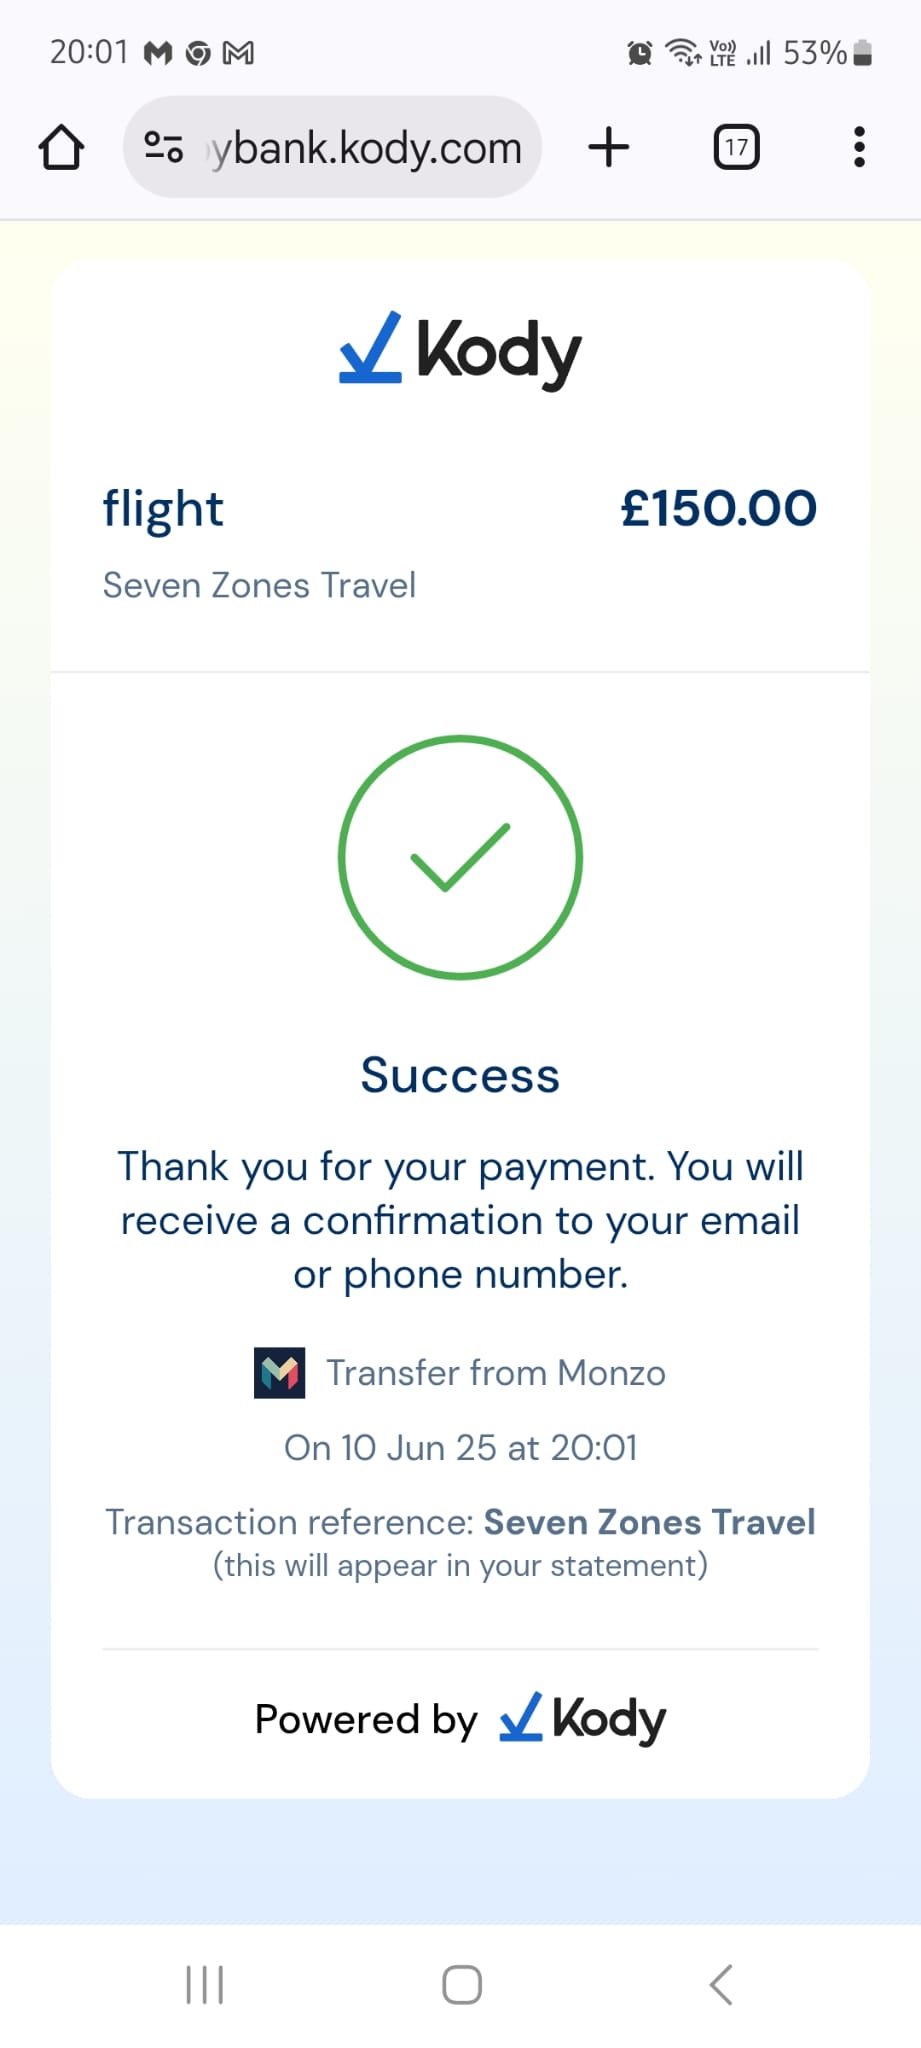 20:01
Vo))
LTE
53%
ybank.kody.com
17
Kody
flight
£150.00
Seven Zones Travel
Success
Thank you for your payment. You will
receive a confirmation to your email
or phone number.
Transfer from Monzo
On 10 Jun 25 at 20:01
Transaction reference: Seven Zones Travel
(this will appear in your statement)
Powered by Kody